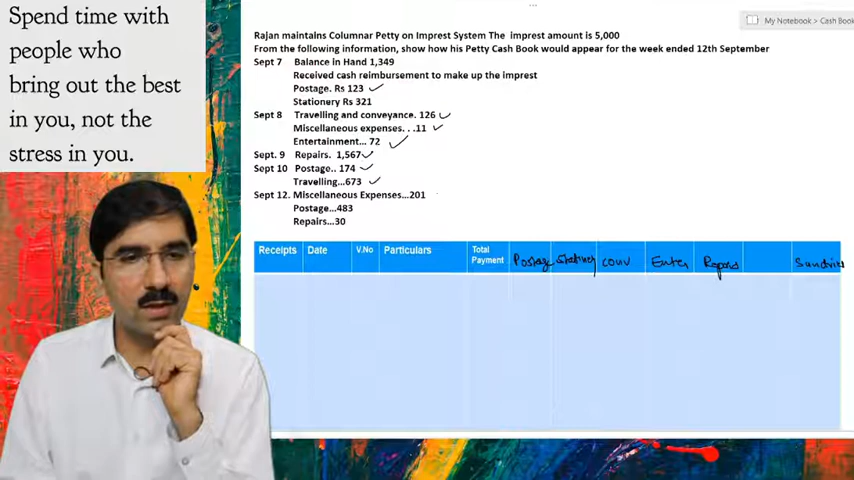 Spend time with
people who
bring out the best
in you, not the
stress in you.
My Notebook > Cash Book
Rajan maintains Columnar Petty on Imprest System The imprest amount is 5,000
From the following information, show how his Petty Cash Book would appear for the week ended 12th September
Sept 7 Balance in Hand 1,349
Received cash reimbursement to make up the imprest
Postage. Rs 123
Stationery Rs 321
Sept 8 Travelling and conveyance. 126
Miscellaneous expenses. . .11
Entertainment... 72
Sept. 9 Repairs. 1,567
Sept 10 Postage.. 174
Travelling...673
Sept 12. Miscellaneous Expenses...201
Postage...483
Repairs...30
Receipts Date V.No Particulars Total Payment Postage conv Enter